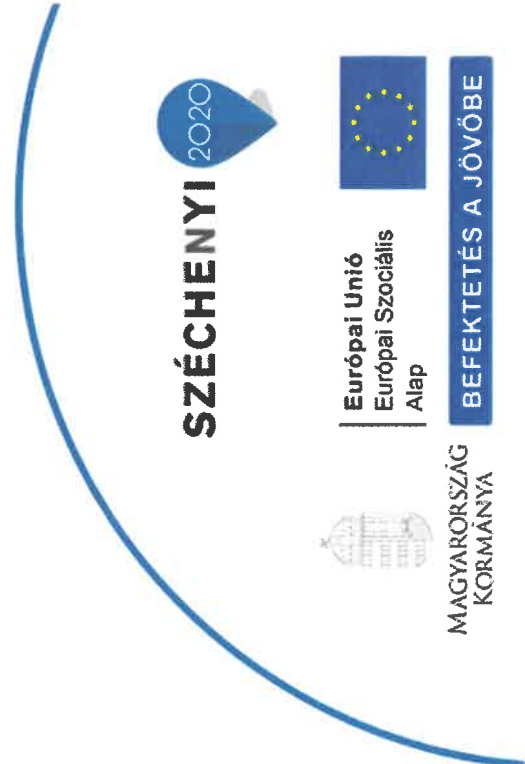 SZÉCHENYI 2020
MAGYARORSZÁG
KORMÁNYA
Európai Unió
Európai Szociális
Alap
BEFEKTETÉS A JÖVŐBE